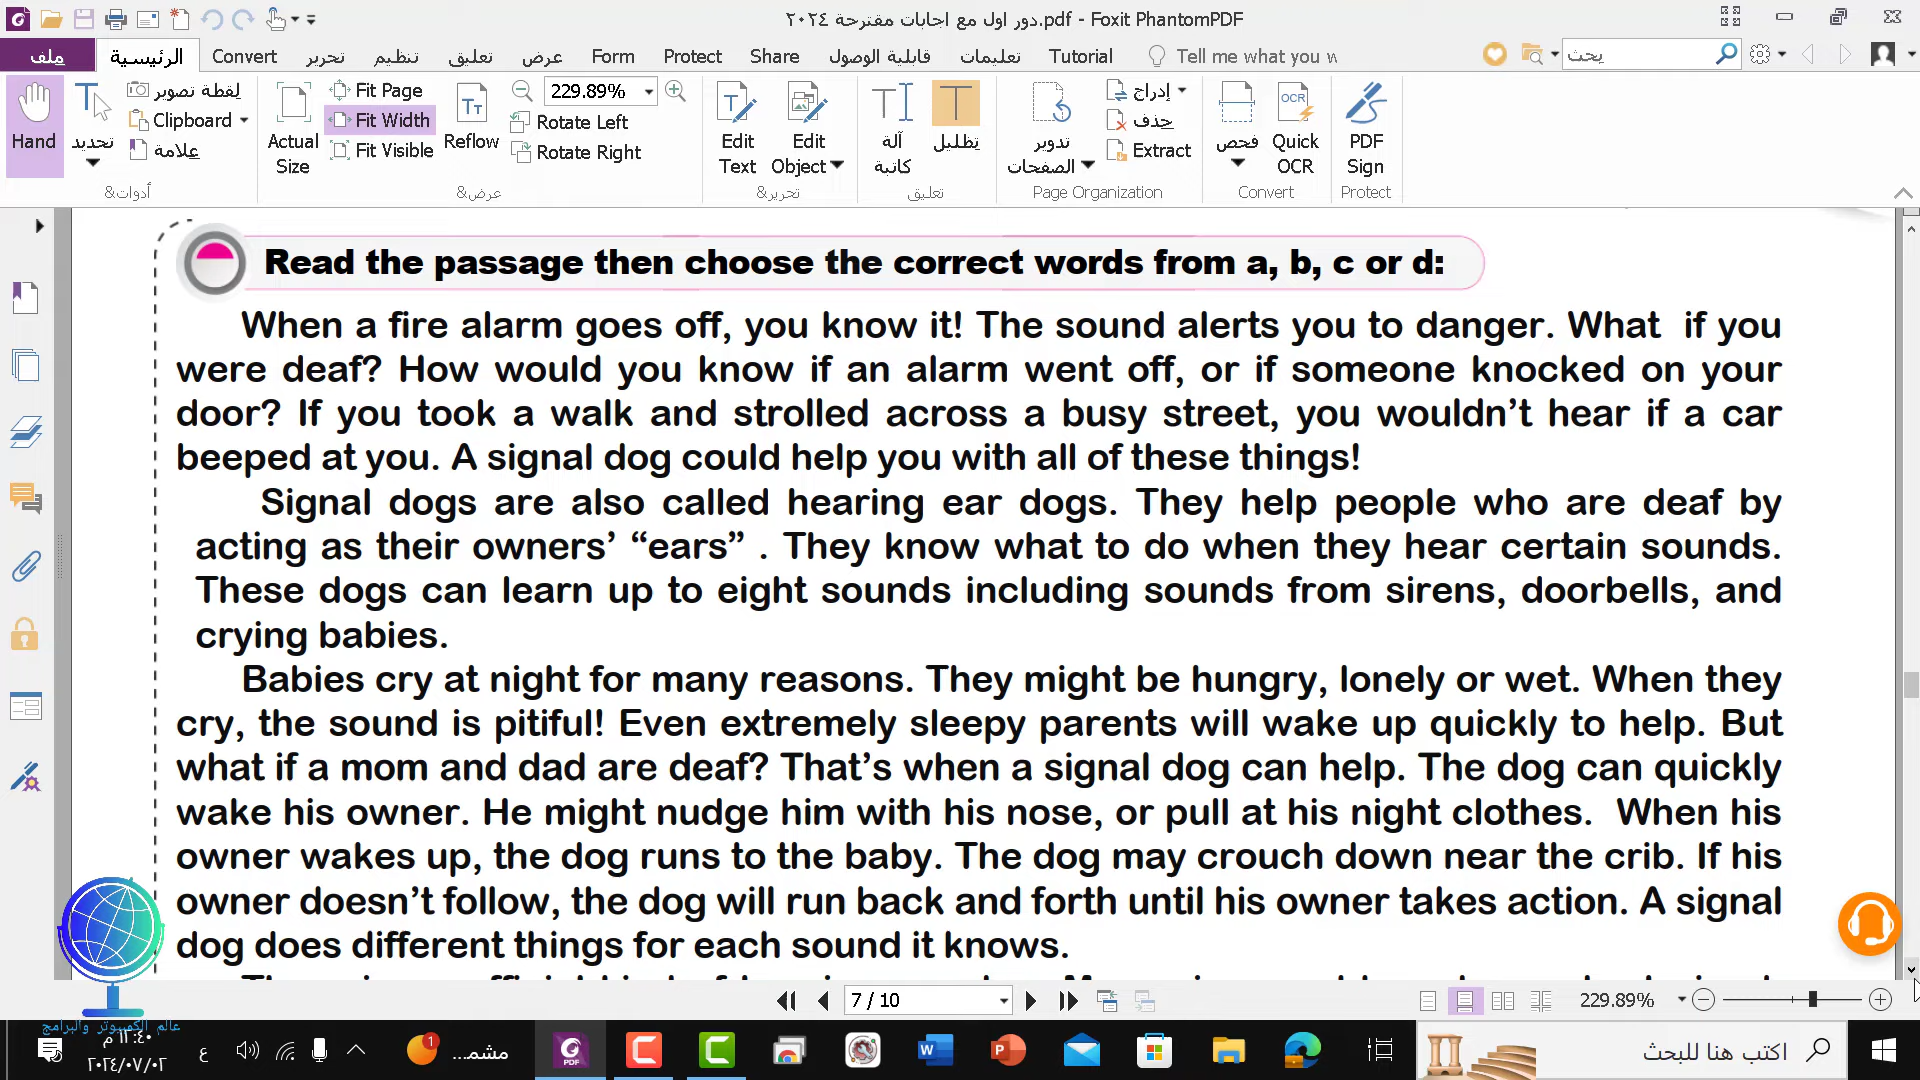 دور اول مع اجابات مقترحة ٢٠٢٤.pdf - Foxit PhantomPDF
ملف الرئيسية Convert تحرير تنظيم تعليق عرض Form Protect Share قابلية الوصول تعليمات Tutorial Tell me what you w يحث
Hand
تحديد
لقطة تصوير
Clipboard
علامة
أدوات&
Actual Size
Fit Page
Fit Width
Fit Visible
Reflow
229.89%
Rotate Left
Rotate Right
عرض&
Edit Text
Edit Object
تحرير&
آلة كاتبة
تظليل
تعليق
تدوير الصفحات
إدراج
حذف
Extract
Page Organization
فحص
Quick OCR
Convert
PDF Sign
Protect
Read the passage then choose the correct words from a, b, c or d:
When a fire alarm goes off, you know it! The sound alerts you to danger. What if you
were deaf? How would you know if an alarm went off, or if someone knocked on your
door? If you took a walk and strolled across a busy street, you wouldn’t hear if a car
beeped at you. A signal dog could help you with all of these things!
Signal dogs are also called hearing ear dogs. They help people who are deaf by
acting as their owners’ “ears” . They know what to do when they hear certain sounds.
These dogs can learn up to eight sounds including sounds from sirens, doorbells, and
crying babies.
Babies cry at night for many reasons. They might be hungry, lonely or wet. When they
cry, the sound is pitiful! Even extremely sleepy parents will wake up quickly to help. But
what if a mom and dad are deaf? That’s when a signal dog can help. The dog can quickly
wake his owner. He might nudge him with his nose, or pull at his night clothes. When his
owner wakes up, the dog runs to the baby. The dog may crouch down near the crib. If his
owner doesn’t follow, the dog will run back and forth until his owner takes action. A signal
dog does different things for each sound it knows.
7 / 10
229.89%
عالم الكمبيوتر والبرامج
١٢:٤٠ م
٢٠٢٤/٠٧/٠٢
ع
1
مشمـ...
PDF
اكتب هنا للبحث